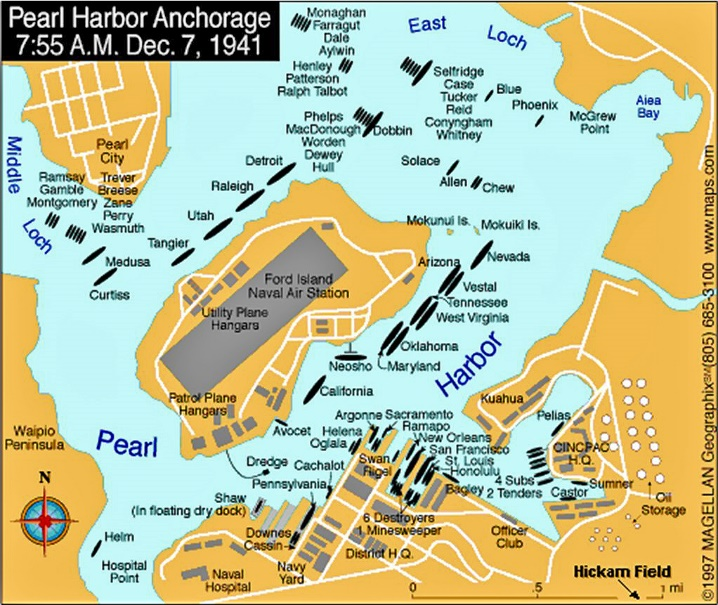 Pearl Harbor Anchorage
7:55 A.M. Dec. 7, 1941
Monaghan
Farragut
Dale
Aylwin
East
Loch
Henley
Patterson
Ralph Talbot
Selfridge
Case
Tucker
Reid
Conyngham
Whitney
Blue
Phoenix
McGrew
Point
Aiea
Bay
Phelps
MacDonough
Worden
Dewey
Hull
Dobbin
Pearl
City
Middle
Loch
Ramsay
Gamble
Montgomery
Trever
Breese
Zane
Perry
Wasmuth
Medusa
Curtiss
Detroit
Raleigh
Utah
Tangier
Solace
Allen
Chew
Mokunui Is.
Mokuiki Is.
Arizona
Nevada
Vestal
Tennessee
West Virginia
Oklahoma
Maryland
Ford Island
Naval Air Station
Utility Plane
Hangars
Neosho
California
Patrol Plane
Hangars
Harbor
Pearl
Waipio
Peninsula
Avocet
Argonne
Sacramento
Ramapo
Helena
Oglala
New Orleans
San Francisco
St. Louis
Honolulu
Swan
Rigel
Bagley
Kuahua
Pelias
CINCPAC
H.Q.
4 Subs
2 Tenders
Castor
Sumner
Oil
Storage
Dredge
Cachalot
Pennsylvania
Shaw
(In floating dry dock)
Downes
Cassin
6 Destroyers
1 Minesweeper
District H.Q.
Officer
Club
Navy
Yard
Naval
Hospital
N
Helm
Hospital
Point
Hickam Field
0 .5 1 mi
©1997 MAGELLAN Geographix℠(805) 685-3100 www.maps.com